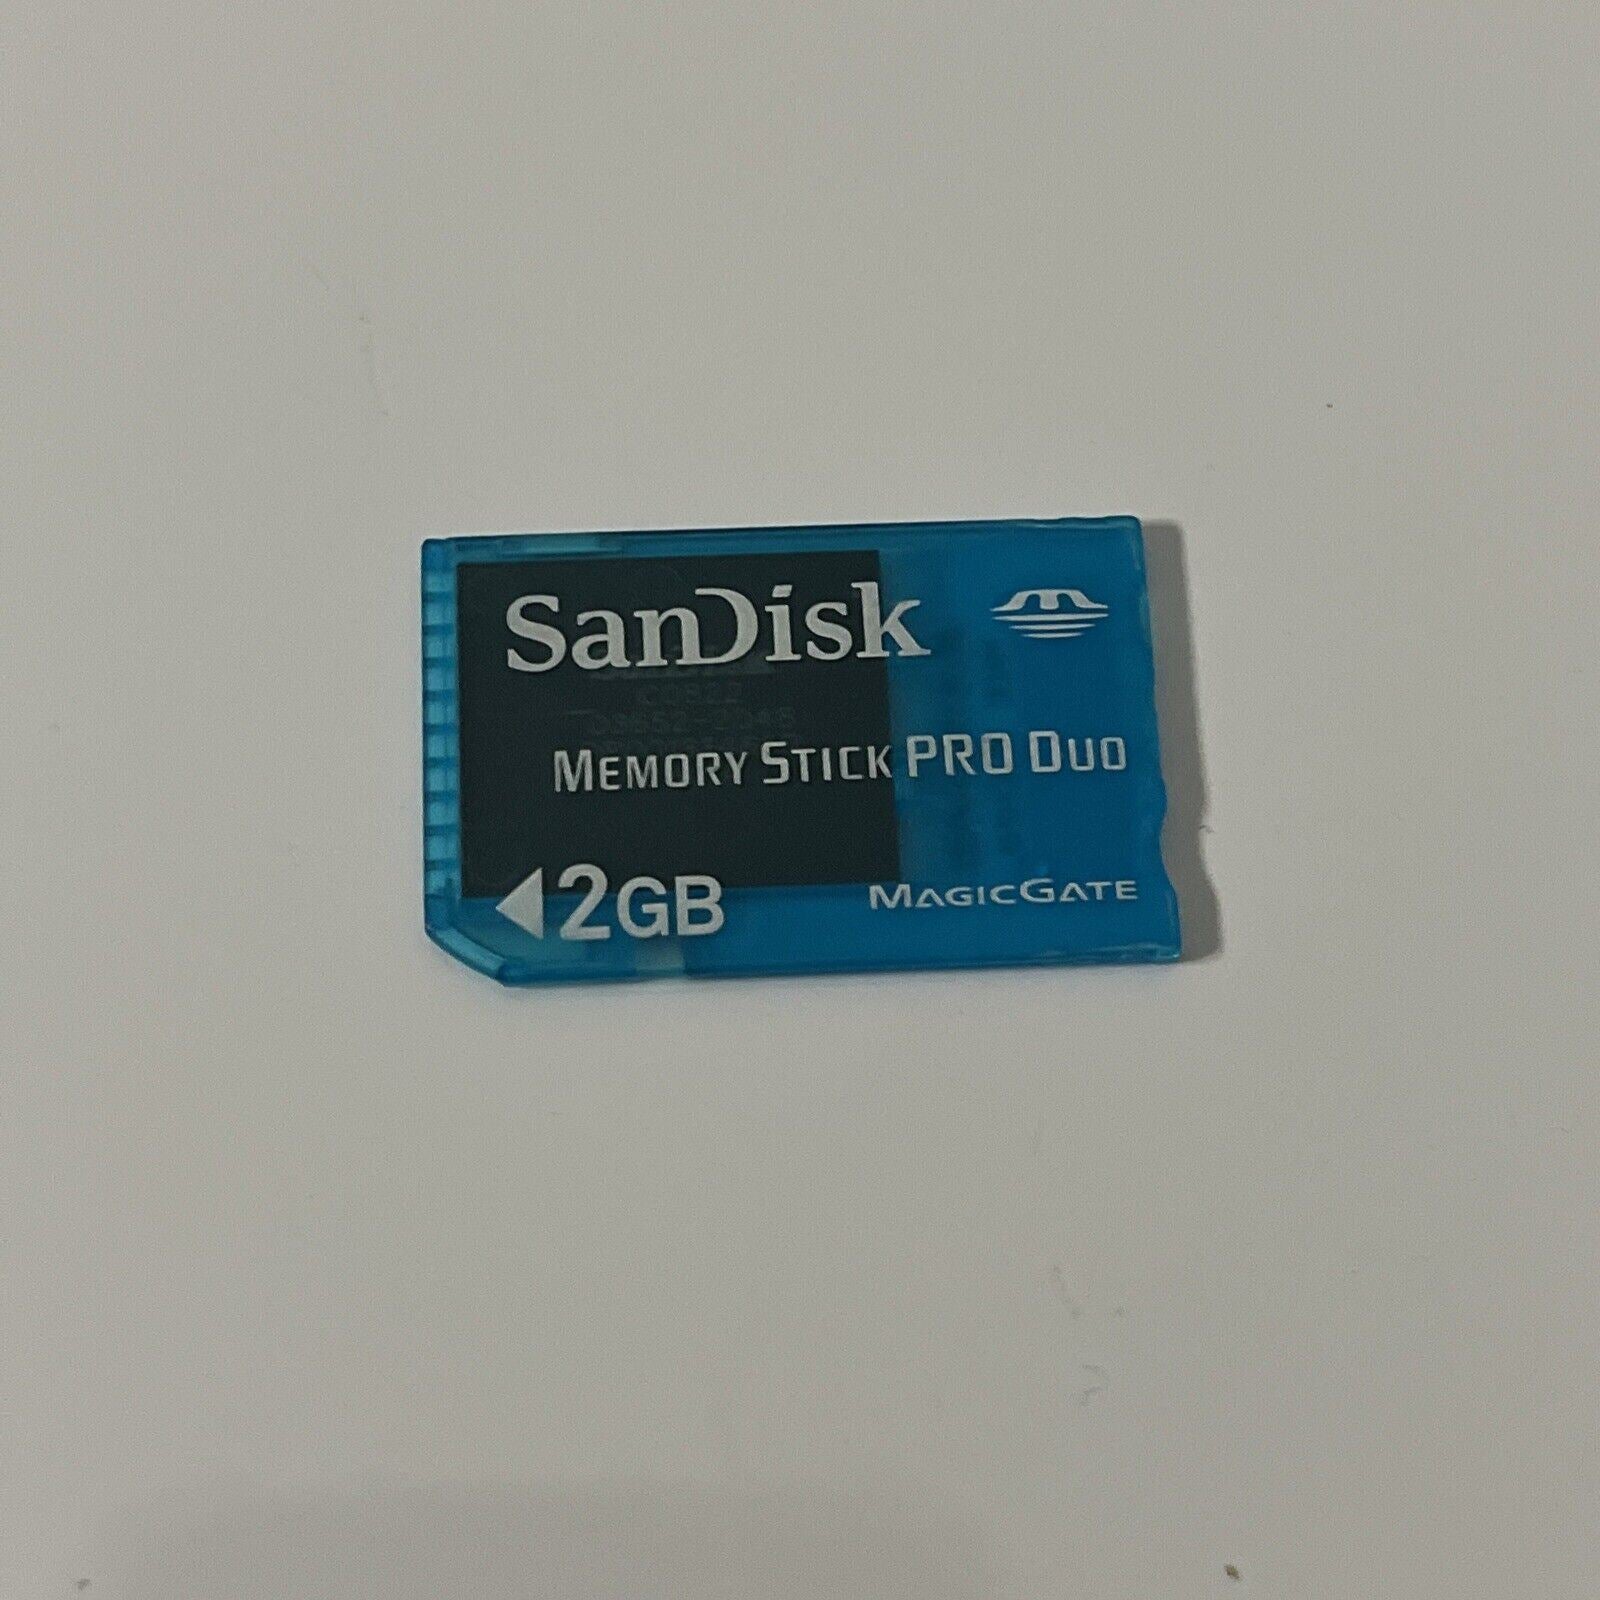 SanDisk
MEMORY STICK PRO DUO
2GB
MAGICGATE